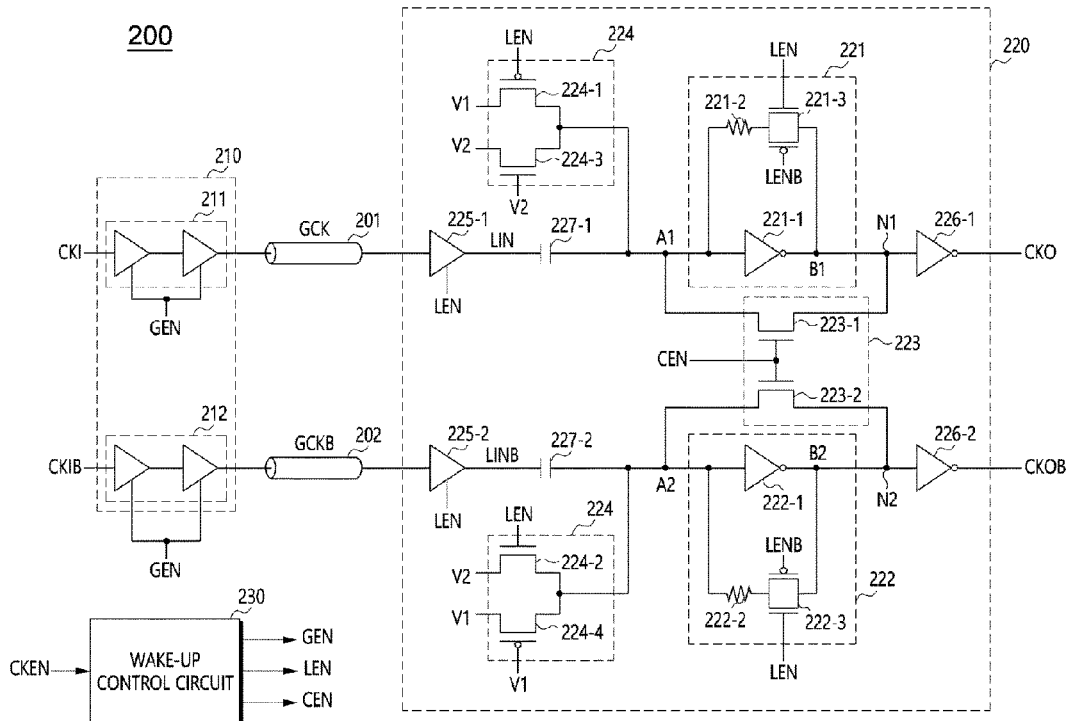 200
LEN
224
V1
224-1
V2
224-3
V2
LEN
221
221-2
221-3
LENB
220
210
211
CKI
GEN
GCK
201
225-1
LIN
LEN
227-1
A1
221-1
B1
N1
226-1
CKO
CEN
223-1
223
223-2
212
CKIB
GEN
GCKB
202
225-2
LINB
LEN
227-2
A2
222-1
B2
N2
226-2
CKOB
LEN
224
V2
224-2
V1
224-4
V1
LENB
222-2
222-3
222
LEN
230
CKEN
WAKE-UP
CONTROL CIRCUIT
GEN
LEN
CEN